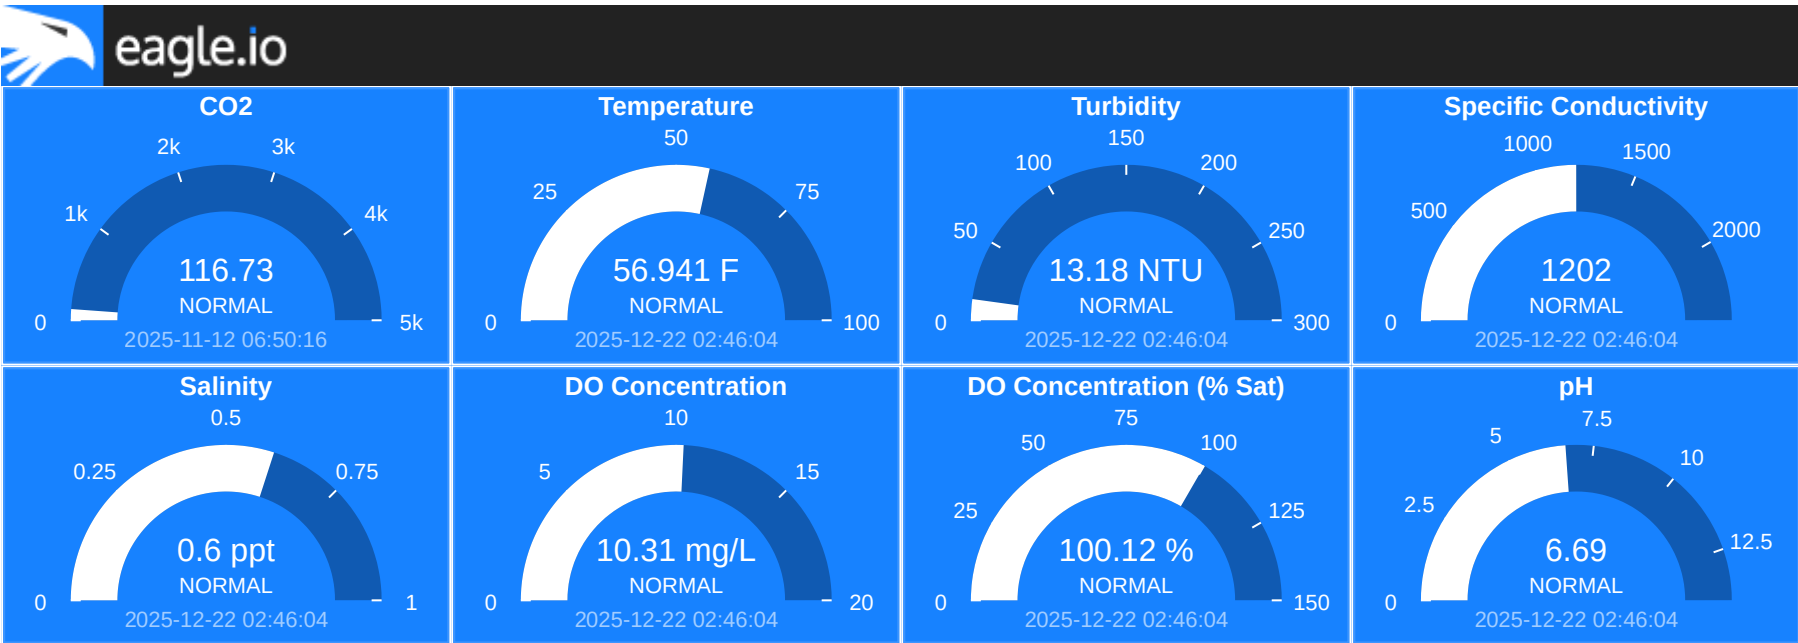 eagle.io
CO2
2k
3k
1k
4k
116.73
NORMAL
0
5k
2025-11-12 06:50:16
Temperature
50
25
75
56.941 F
NORMAL
0
100
2025-12-22 02:46:04
Turbidity
150
100
200
50
250
13.18 NTU
NORMAL
0
300
2025-12-22 02:46:04
Specific Conductivity
1000
1500
500
2000
1202
NORMAL
0
2025-12-22 02:46:04
Salinity
0.5
0.25
0.75
0.6 ppt
NORMAL
0
1
2025-12-22 02:46:04
DO Concentration
10
5
15
10.31 mg/L
NORMAL
0
20
2025-12-22 02:46:04
DO Concentration (% Sat)
75
50
100
25
125
100.12 %
NORMAL
0
150
2025-12-22 02:46:04
pH
7.5
5
10
2.5
12.5
6.69
NORMAL
0
2025-12-22 02:46:04